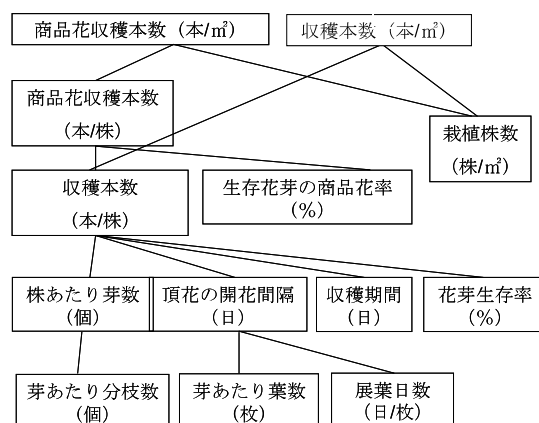 商品花収穫本数（本/㎡）
収穫本数（本/㎡）
商品花収穫本数
（本/株）
栽植株数
（株/㎡）
収穫本数
（本/株）
生存花芽の商品花率
（%）
株あたり芽数
（個）
頂花の開花間隔
（日）
収穫期間
（日）
花芽生存率
（%）
芽あたり分枝数
（個）
芽あたり葉数
（枚）
展葉日数
（日/枚）